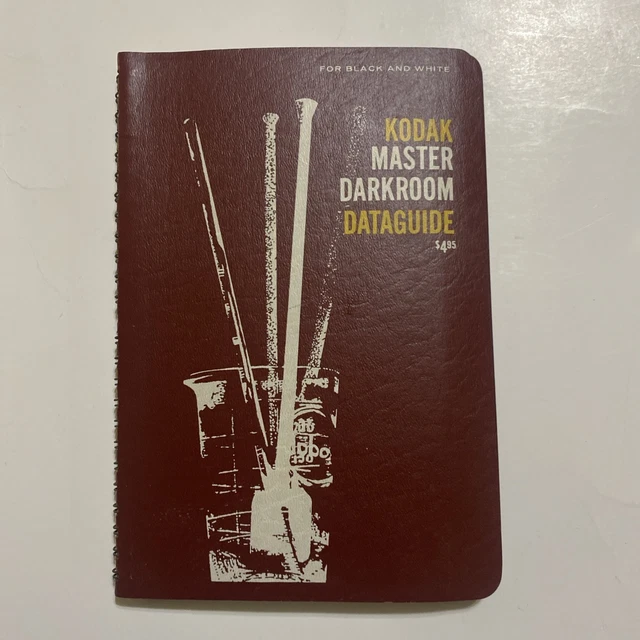 FOR BLACK AND WHITE
KODAK
MASTER
DARKROOM
DATAGUIDE
$4.95